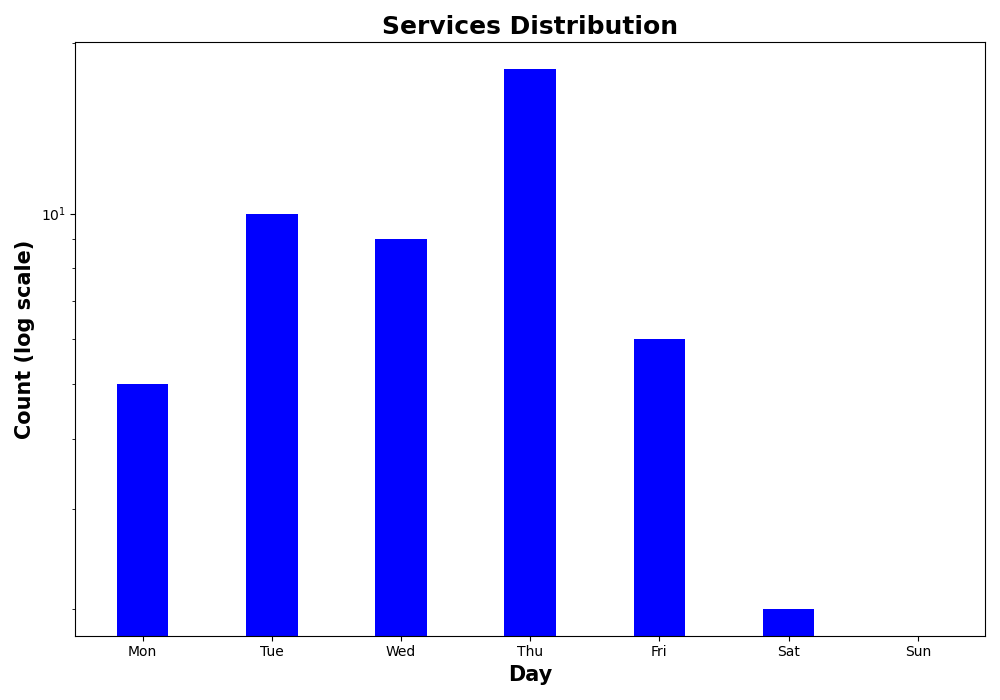 Services Distribution
Count (log scale)
10¹
Mon Tue Wed Thu Fri Sat Sun
Day